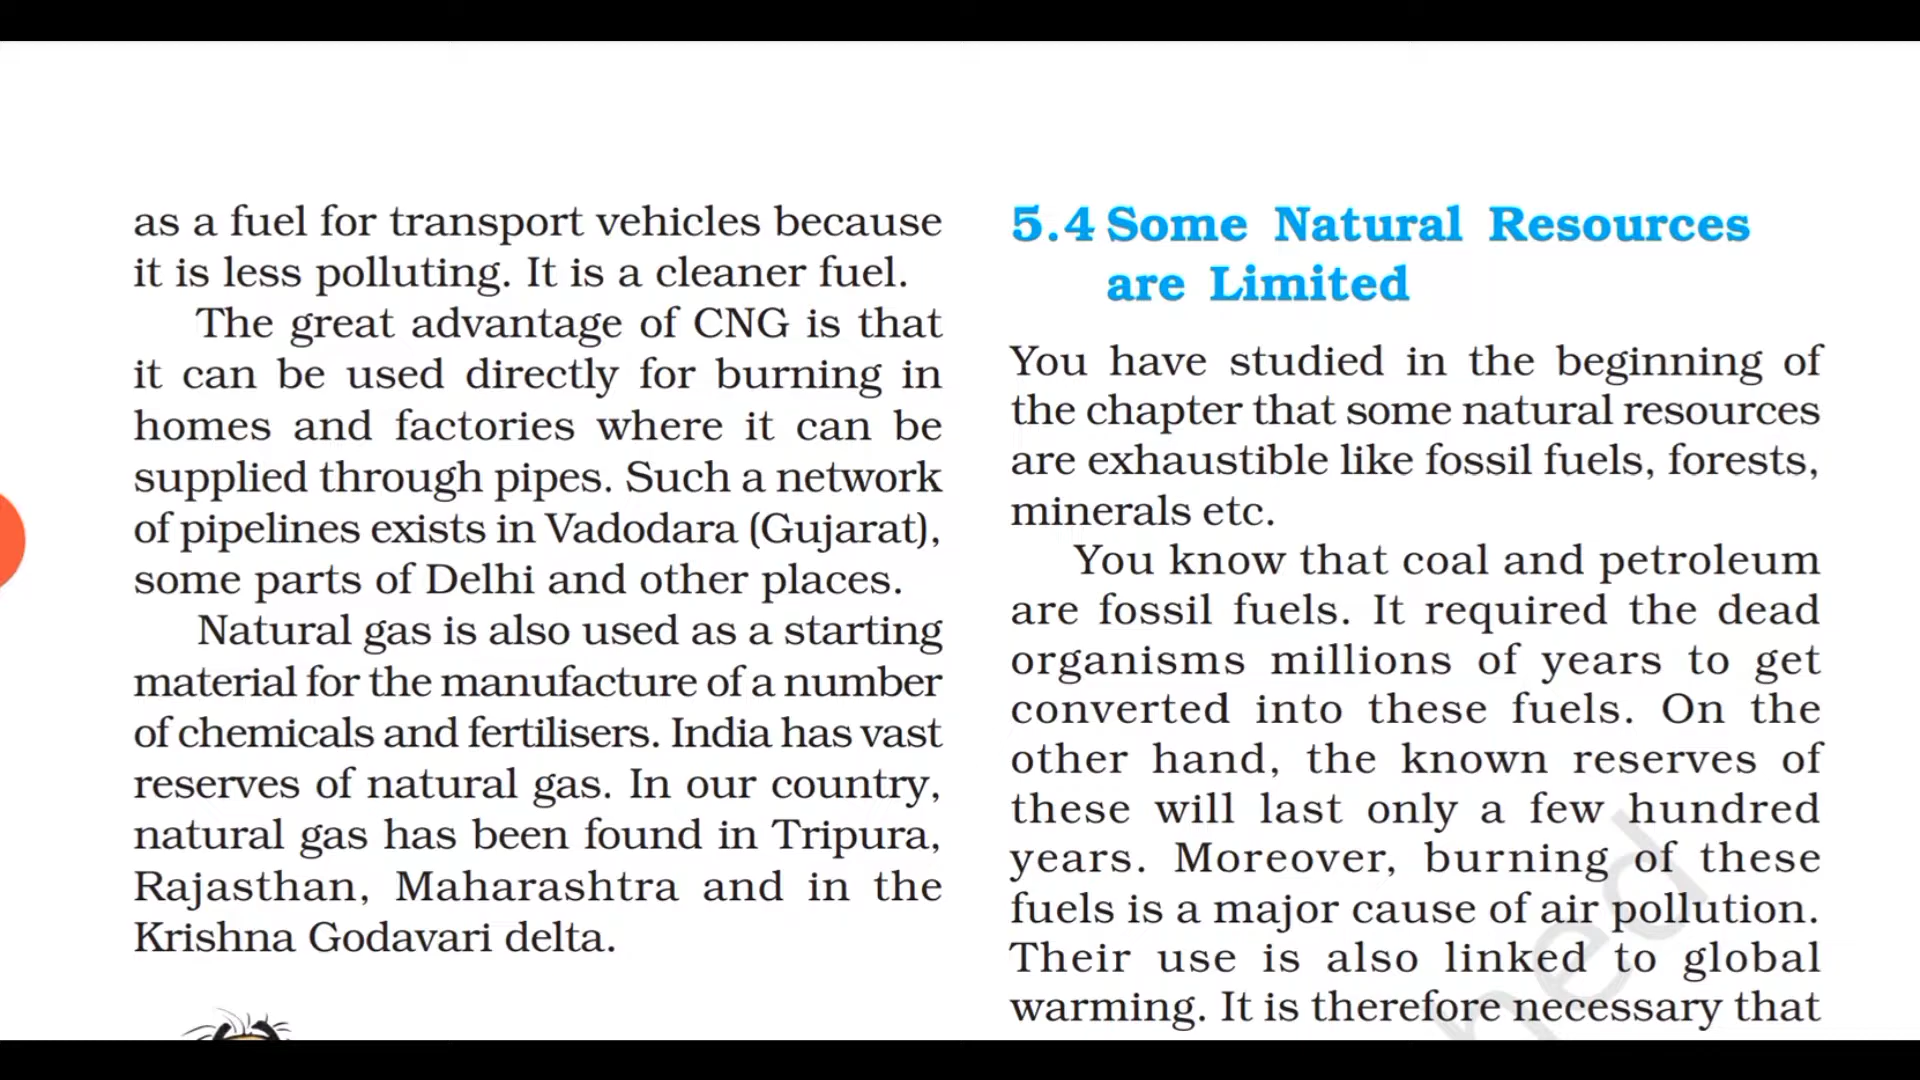 as a fuel for transport vehicles because
it is less polluting. It is a cleaner fuel.
The great advantage of CNG is that
it can be used directly for burning in
homes and factories where it can be
supplied through pipes. Such a network
of pipelines exists in Vadodara (Gujarat),
some parts of Delhi and other places.
Natural gas is also used as a starting
material for the manufacture of a number
of chemicals and fertilisers. India has vast
reserves of natural gas. In our country,
natural gas has been found in Tripura,
Rajasthan, Maharashtra and in the
Krishna Godavari delta.
5.4 Some Natural Resources
are Limited
You have studied in the beginning of
the chapter that some natural resources
are exhaustible like fossil fuels, forests,
minerals etc.
You know that coal and petroleum
are fossil fuels. It required the dead
organisms millions of years to get
converted into these fuels. On the
other hand, the known reserves of
these will last only a few hundred
years. Moreover, burning of these
fuels is a major cause of air pollution.
Their use is also linked to global
warming. It is therefore necessary that